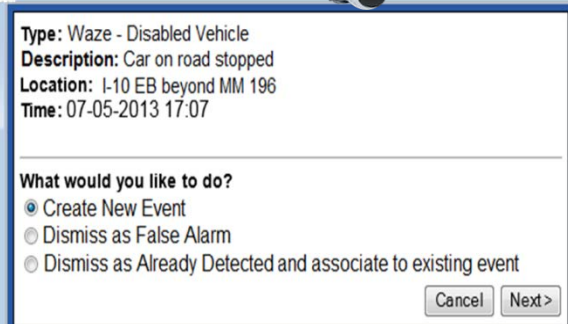 Type: Waze - Disabled Vehicle
Description: Car on road stopped
Location: I-10 EB beyond MM 196
Time: 07-05-2013 17:07
What would you like to do?
Create New Event
Dismiss as False Alarm
Dismiss as Already Detected and associate to existing event
Cancel Next>